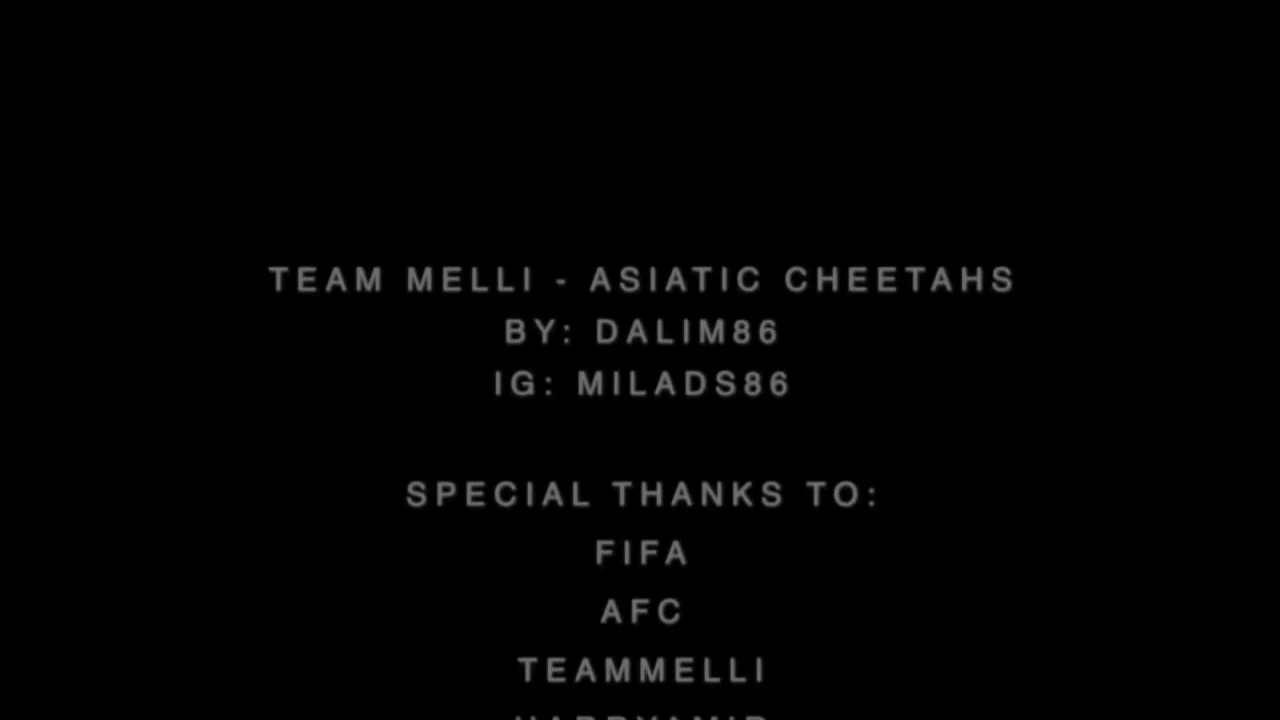 TEAM MELLI - ASIATIC CHEETAHS
BY: DALIM86
IG: MILADS86
SPECIAL THANKS TO:
FIFA
AFC
TEAMMELLI